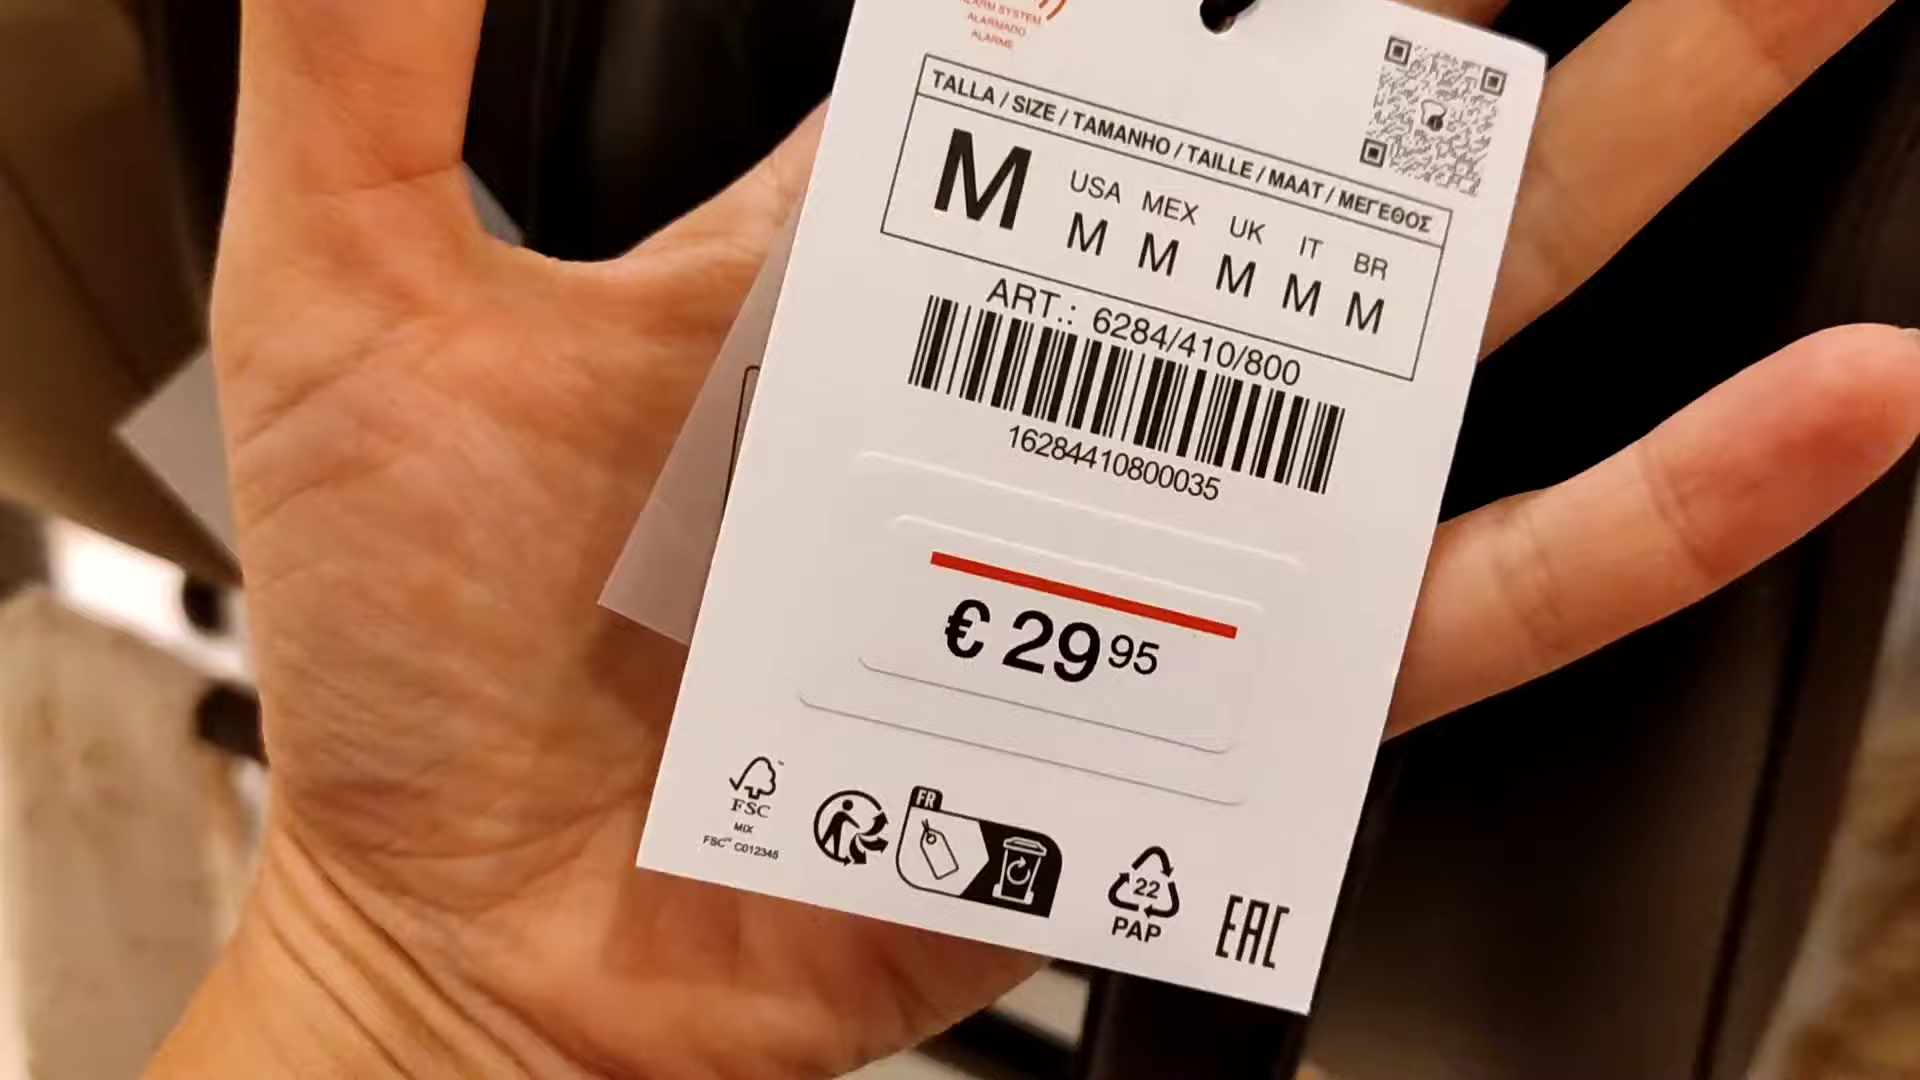 ALARM SYSTEM
ALARMADO
ALARME
TALLA / SIZE / TAMANHO / TAILLE / MAAT / ΜΕΓΕΘΟΣ
M
USA MEX UK IT BR
M M M M M
ART.: 6284/410/800
16284410800035
€ 29 95
FSC
MIX
FSC™ C012345
FR
22
PAP
EAC